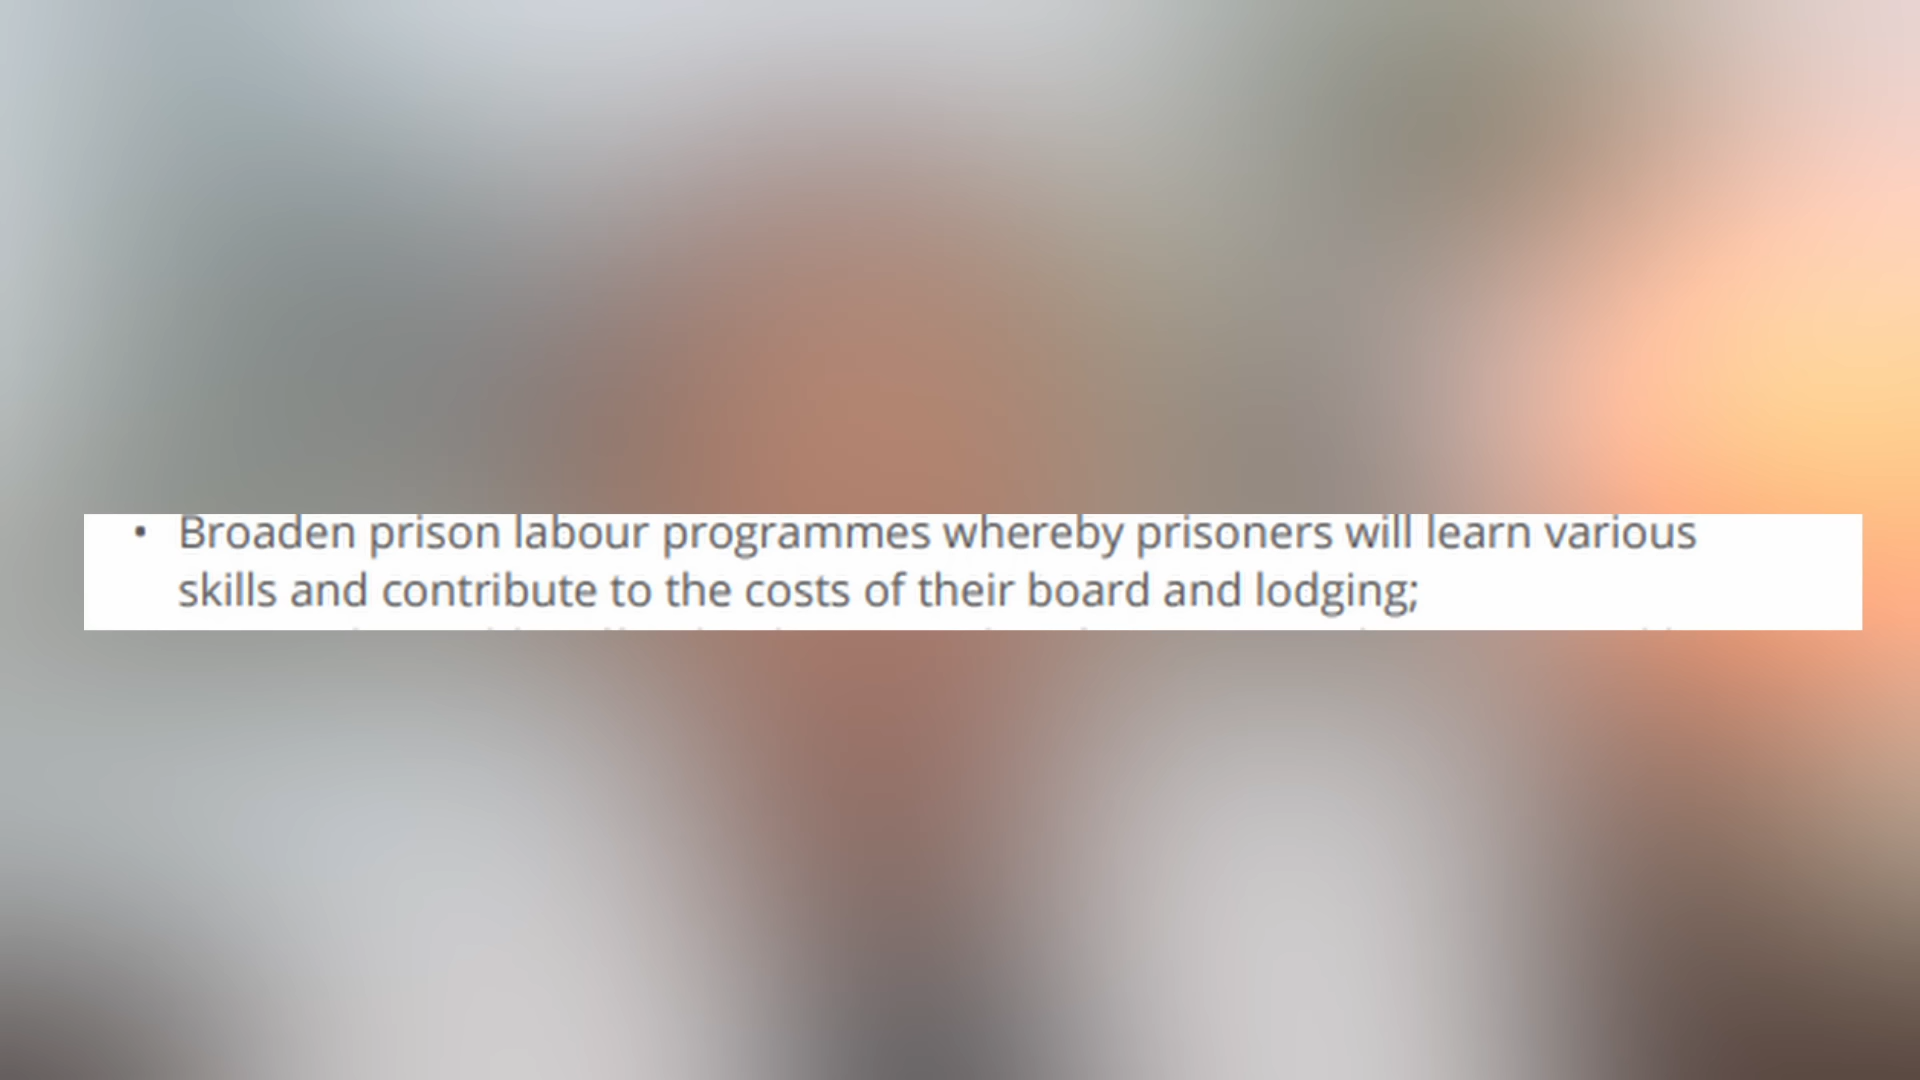 • Broaden prison labour programmes whereby prisoners will learn various
skills and contribute to the costs of their board and lodging;